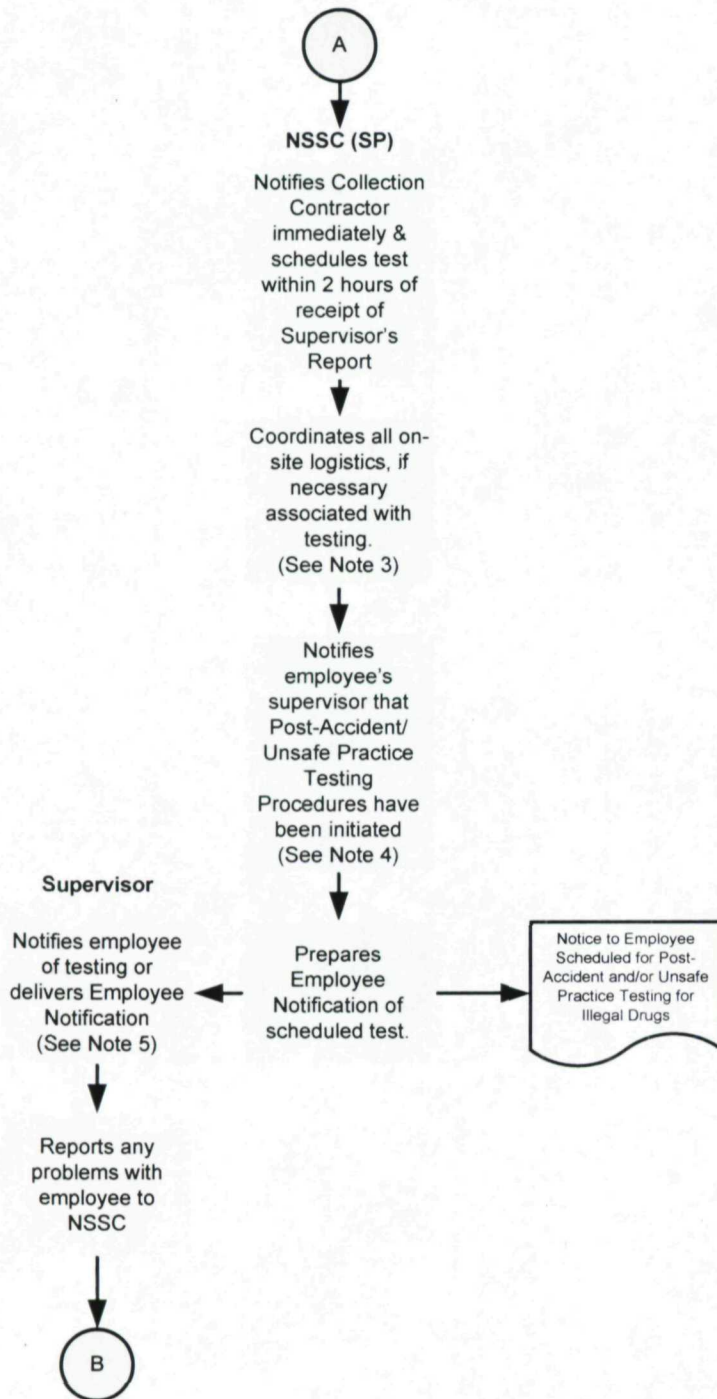 A
NSSC (SP)
Notifies Collection
Contractor
immediately &
schedules test
within 2 hours of
receipt of
Supervisor's
Report
Coordinates all on-
site logistics, if
necessary
associated with
testing.
(See Note 3)
Notifies
employee's
supervisor that
Post-Accident/
Unsafe Practice
Testing
Procedures have
been initiated
(See Note 4)
Prepares
Employee
Notification of
scheduled test.
Notice to Employee
Scheduled for Post-
Accident and/or Unsafe
Practice Testing for
Illegal Drugs
Supervisor
Notifies employee
of testing or
delivers Employee
Notification
(See Note 5)
Reports any
problems with
employee to
NSSC
B